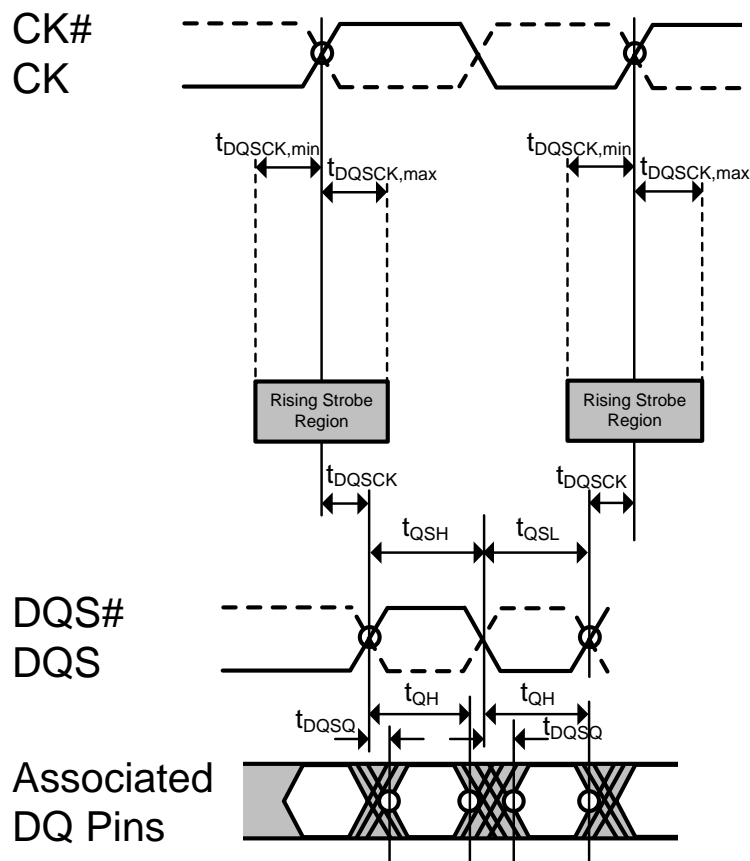 CK#
CK
tDQSCK,min
tDQSCK,max
tDQSCK,min
tDQSCK,max
Rising Strobe
Region
Rising Strobe
Region
tDQSCK
tDQSCK
tQSH
tQSL
DQS#
DQS
tQH
tQH
tDQSQ
tDQSQ
Associated
DQ Pins